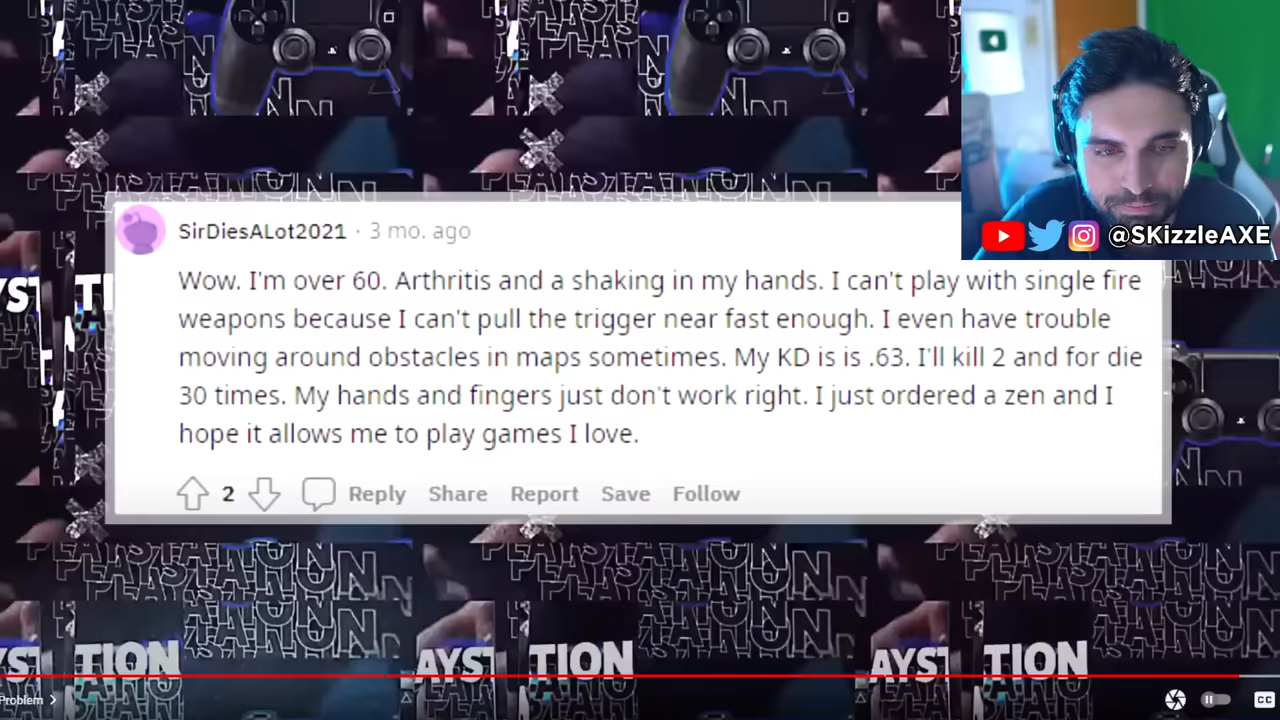 @SKizzleAXE
SirDiesALot2021 · 3 mo. ago
Wow. I'm over 60. Arthritis and a shaking in my hands. I can't play with single fire
weapons because I can't pull the trigger near fast enough. I even have trouble
moving around obstacles in maps sometimes. My KD is is .63. I'll kill 2 and for die
30 times. My hands and fingers just don't work right. I just ordered a zen and I
hope it allows me to play games I love.
2 Reply Share Report Save Follow
TION AYST TION AYST TION
Problem >
CC